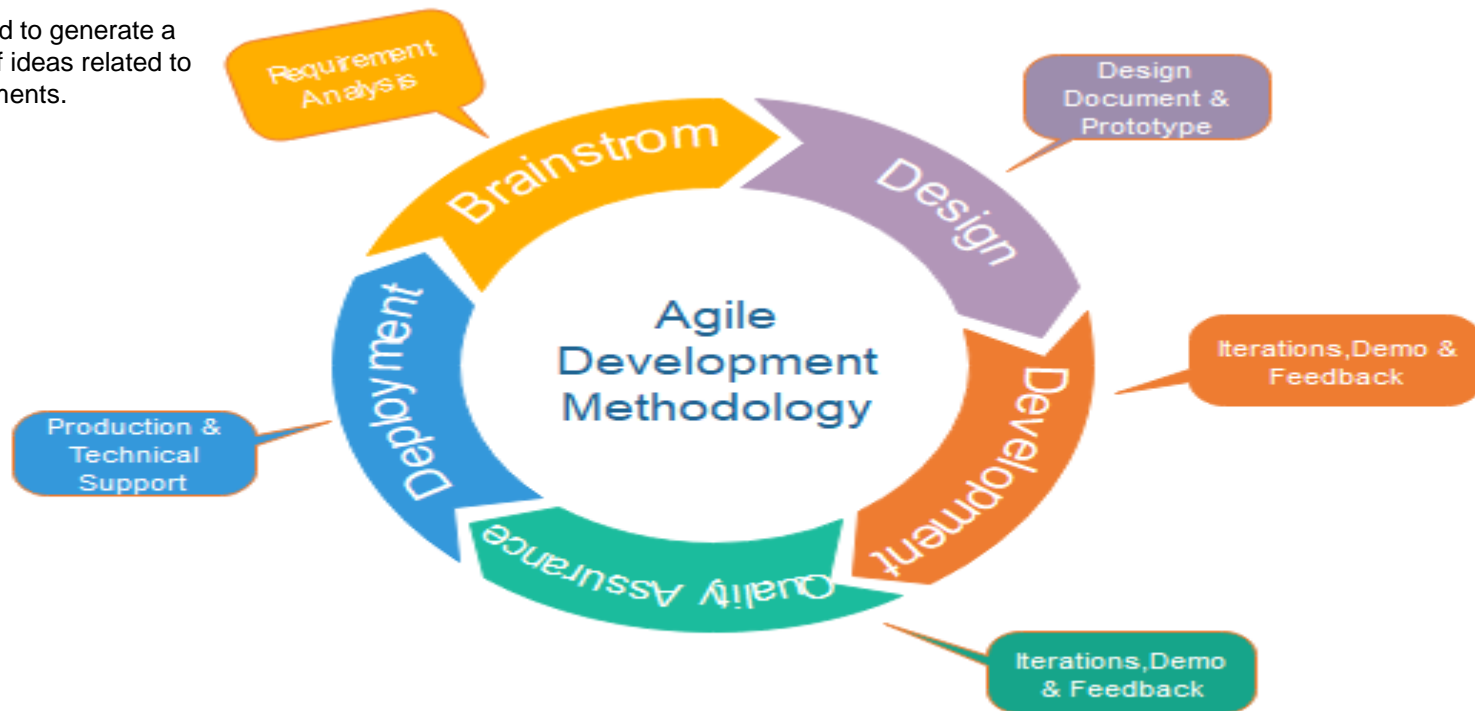 d to generate a
f ideas related to
ments.
Requirement
Analysis
Brainstrom
Design
Document &
Prototype
Design
Agile
Development
Methodology
Iterations,Demo &
Feedback
Development
Deployment
Production &
Technical
Support
Quality Assurance
Iterations,Demo
& Feedback